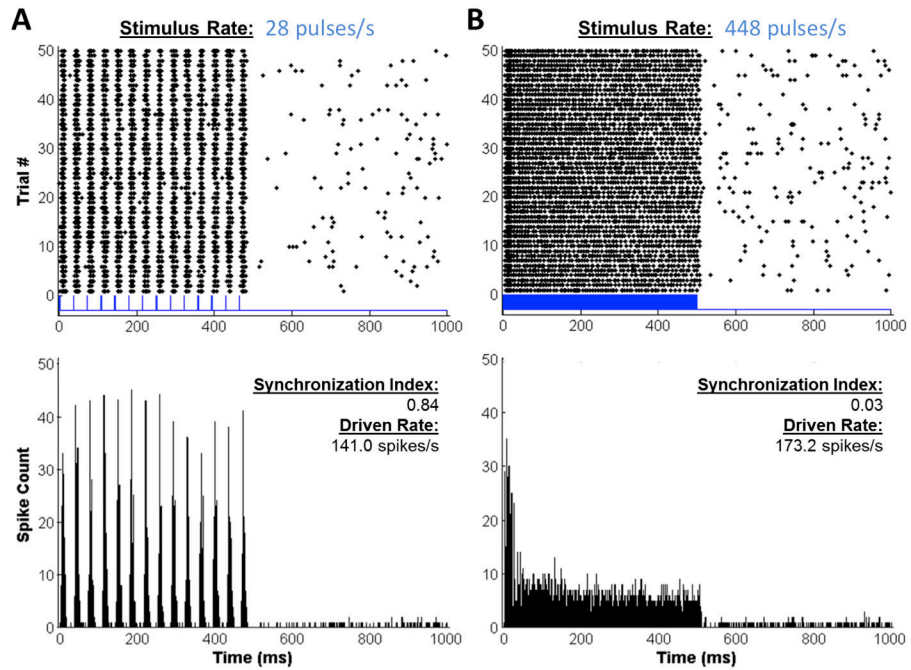 A
Stimulus Rate: 28 pulses/s
50
40
30
20
10
0
Trial #
0 200 400 600 800 1000
50
40
30
20
10
0
Spike Count
Synchronization Index:
0.84
Driven Rate:
141.0 spikes/s
0 200 400 600 800 1000
Time (ms)
B
Stimulus Rate: 448 pulses/s
50
40
30
20
10
0
0 200 400 600 800 1000
50
40
30
20
10
0
Synchronization Index:
0.03
Driven Rate:
173.2 spikes/s
0 200 400 600 800 1000
Time (ms)